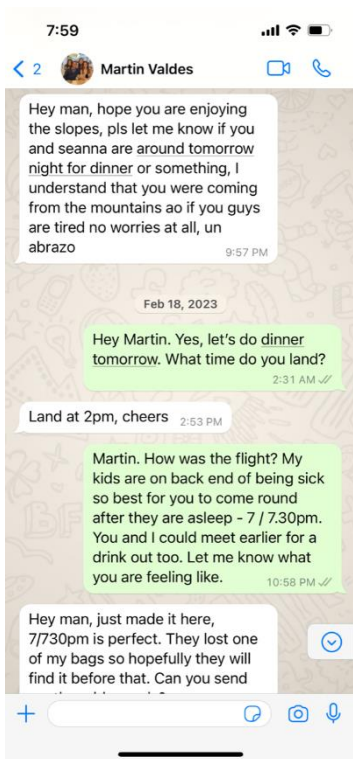 7:59
2
Martin Valdes
Hey man, hope you are enjoying
the slopes, pls let me know if you
and seanna are around tomorrow
night for dinner or something, I
understand that you were coming
from the mountains ao if you guys
are tired no worries at all, un
abrazo
9:57 PM
Feb 18, 2023
Hey Martin. Yes, let's do dinner
tomorrow. What time do you land?
2:31 AM
Land at 2pm, cheers 2:53 PM
Martin. How was the flight? My
kids are on back end of being sick
so best for you to come round
after they are asleep - 7 / 7.30pm.
You and I could meet earlier for a
drink out too. Let me know what
you are feeling like.
10:58 PM
Hey man, just made it here,
7/730pm is perfect. They lost one
of my bags so hopefully they will
find it before that. Can you send